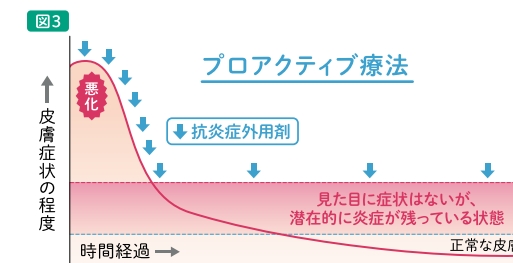 図3
プロアクティブ療法
悪化
抗炎症外用剤
皮膚症状の程度
見た目に症状はないが、
潜在的に炎症が残っている状態
正常な皮膚
時間経過